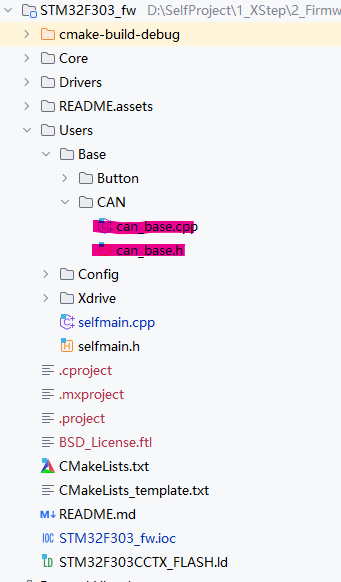 STM32F303_fw D:\SelfProject\1_XStep\2_Firmw
cmake-build-debug
Core
Drivers
README.assets
Users
Base
Button
CAN
can_base.cpp
can_base.h
Config
Xdrive
selfmain.cpp
selfmain.h
.cproject
.mxproject
.project
BSD_License.ftl
CMakeLists.txt
CMakeLists_template.txt
README.md
STM32F303_fw.ioc
STM32F303CCTX_FLASH.ld